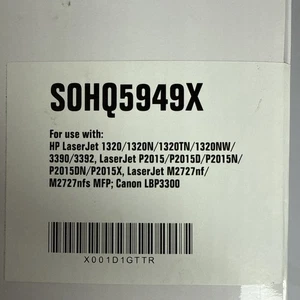 SOHQ5949X
For use with:
HP LaserJet 1320/1320N/1320TN/1320NW/
3390/3392, LaserJet P2015/P2015D/P2015N/
P2015DN/P2015X, LaserJet M2727nf/
M2727nfs MFP; Canon LBP3300
X001D1GTTR